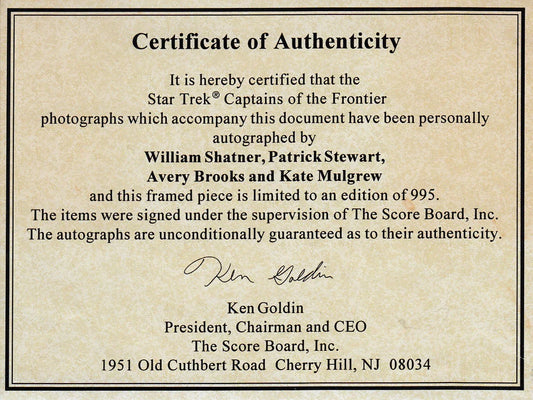 Certificate of Authenticity
It is hereby certified that the
Star Trek® Captains of the Frontier
photographs which accompany this document have been personally
autographed by
William Shatner, Patrick Stewart,
Avery Brooks and Kate Mulgrew
and this framed piece is limited to an edition of 995.
The items were signed under the supervision of The Score Board, Inc.
The autographs are unconditionally guaranteed as to their authenticity.
Ken Goldin
Ken Goldin
President, Chairman and CEO
The Score Board, Inc.
1951 Old Cuthbert Road Cherry Hill, NJ 08034